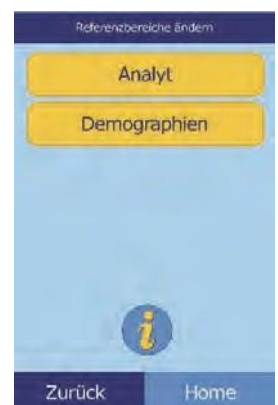 Referenzbereiche ändern
Analyt
Demographien
i
Zurück
Home